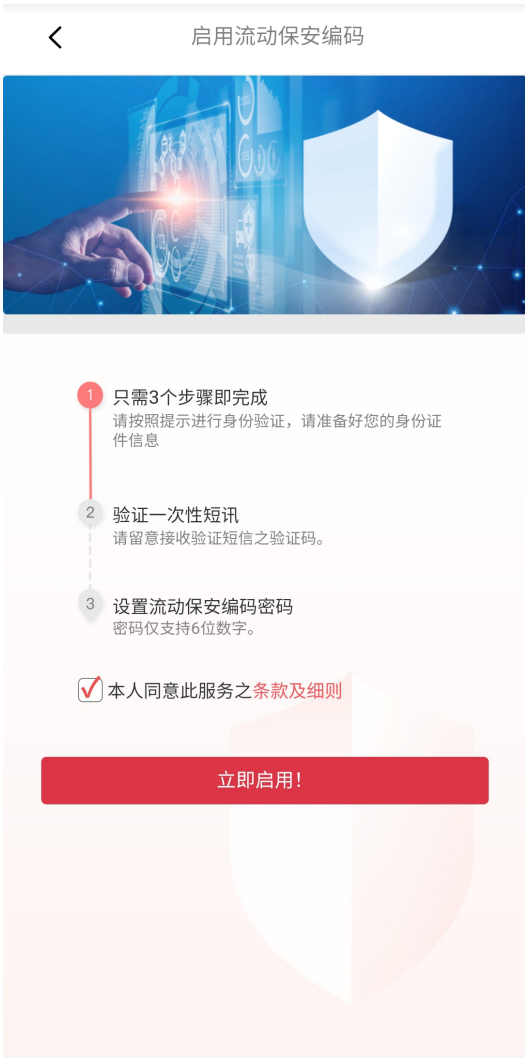 启用流动保安编码
1 只需3个步骤即完成
请按照提示进行身份验证，请准备好您的身份证
件信息
2 验证一次性短讯
请留意接收验证短信之验证码。
3 设置流动保安编码密码
密码仅支持6位数字。
本人同意此服务之条款及细则
立即启用！